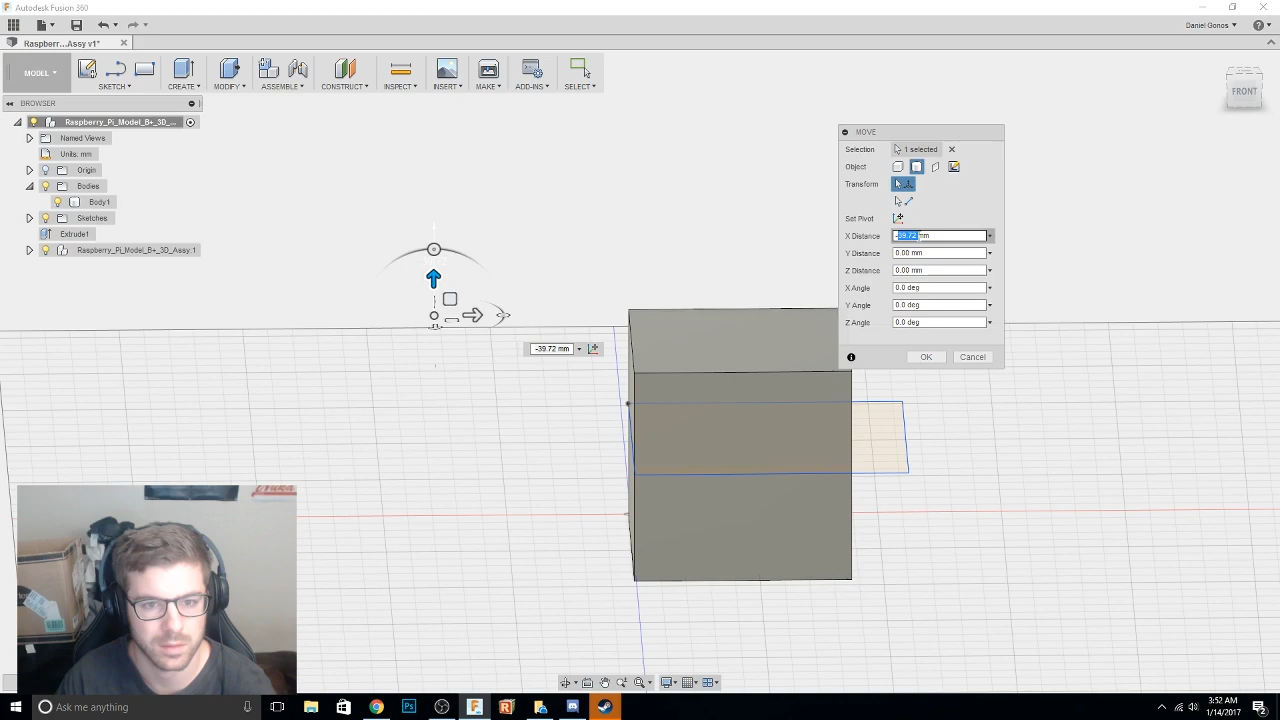 Autodesk Fusion 360
Daniel Gonos
Raspberr...Assy v1*
MODEL
SKETCH
CREATE
MODIFY
ASSEMBLE
CONSTRUCT
INSPECT
INSERT
MAKE
ADD-INS
SELECT
FRONT
BROWSER
Raspberry_Pi_Model_B+_3D_...
Named Views
Units: mm
Origin
Bodies
Body1
Sketches
Extrude1
Raspberry_Pi_Model_B+_3D_Assy:1
MOVE
Selection 1 selected
Object
Transform
Set Pivot
X Distance -39.72 mm
Y Distance 0.00 mm
Z Distance 0.00 mm
X Angle 0.0 deg
Y Angle 0.0 deg
Z Angle 0.0 deg
OK Cancel
-39.72 mm
Ask me anything
3:52 AM
1/14/2017